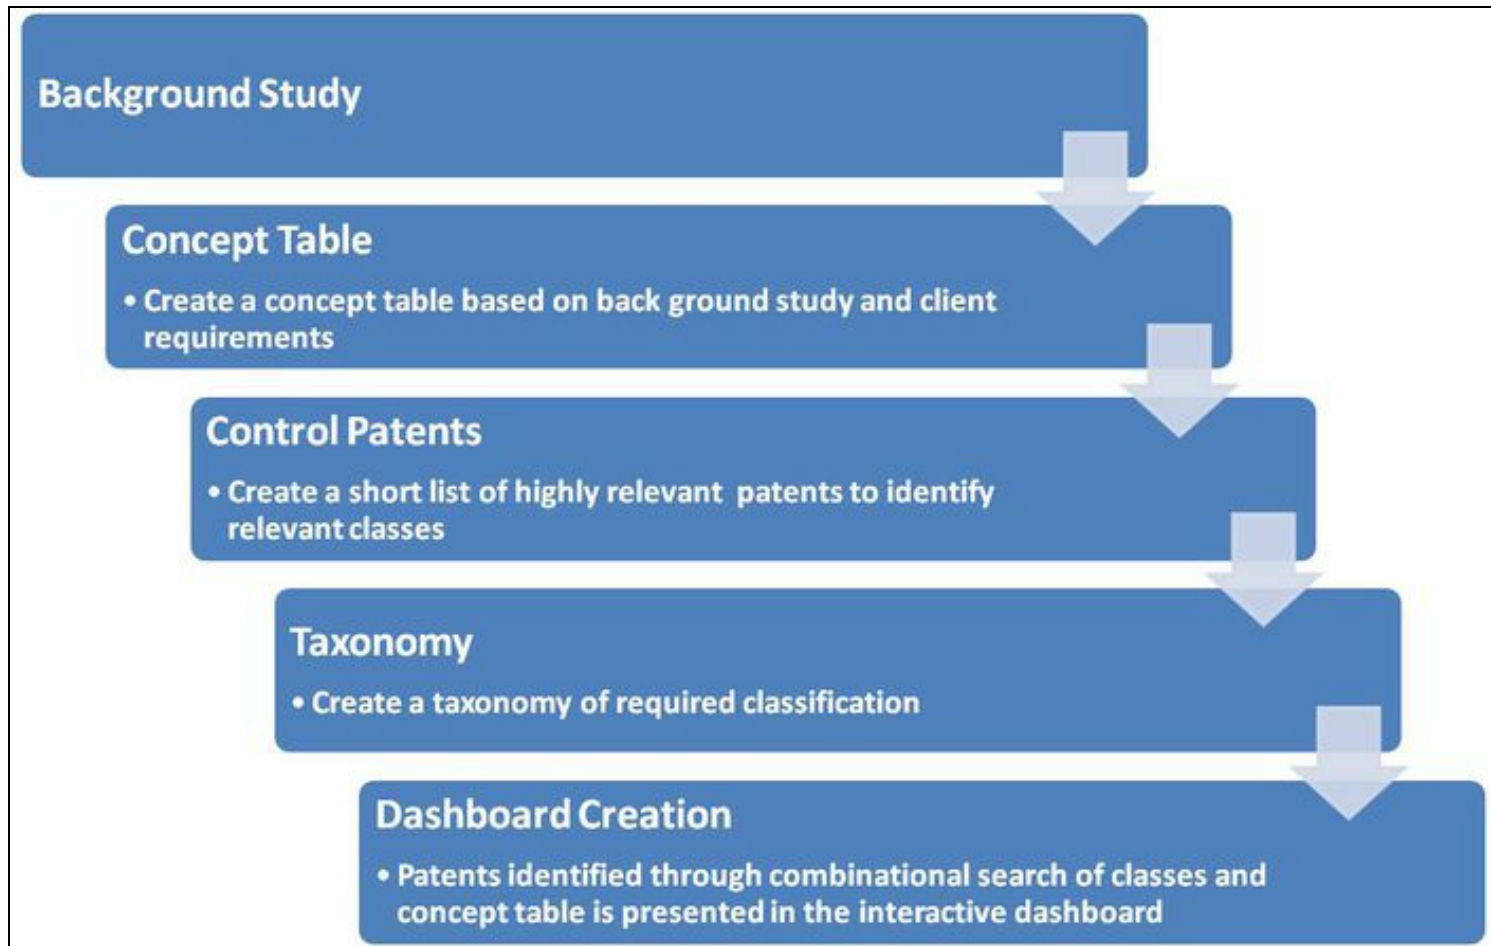 Background Study
Concept Table
• Create a concept table based on back ground study and client
requirements
Control Patents
• Create a short list of highly relevant patents to identify
relevant classes
Taxonomy
• Create a taxonomy of required classification
Dashboard Creation
• Patents identified through combinational search of classes and
concept table is presented in the interactive dashboard